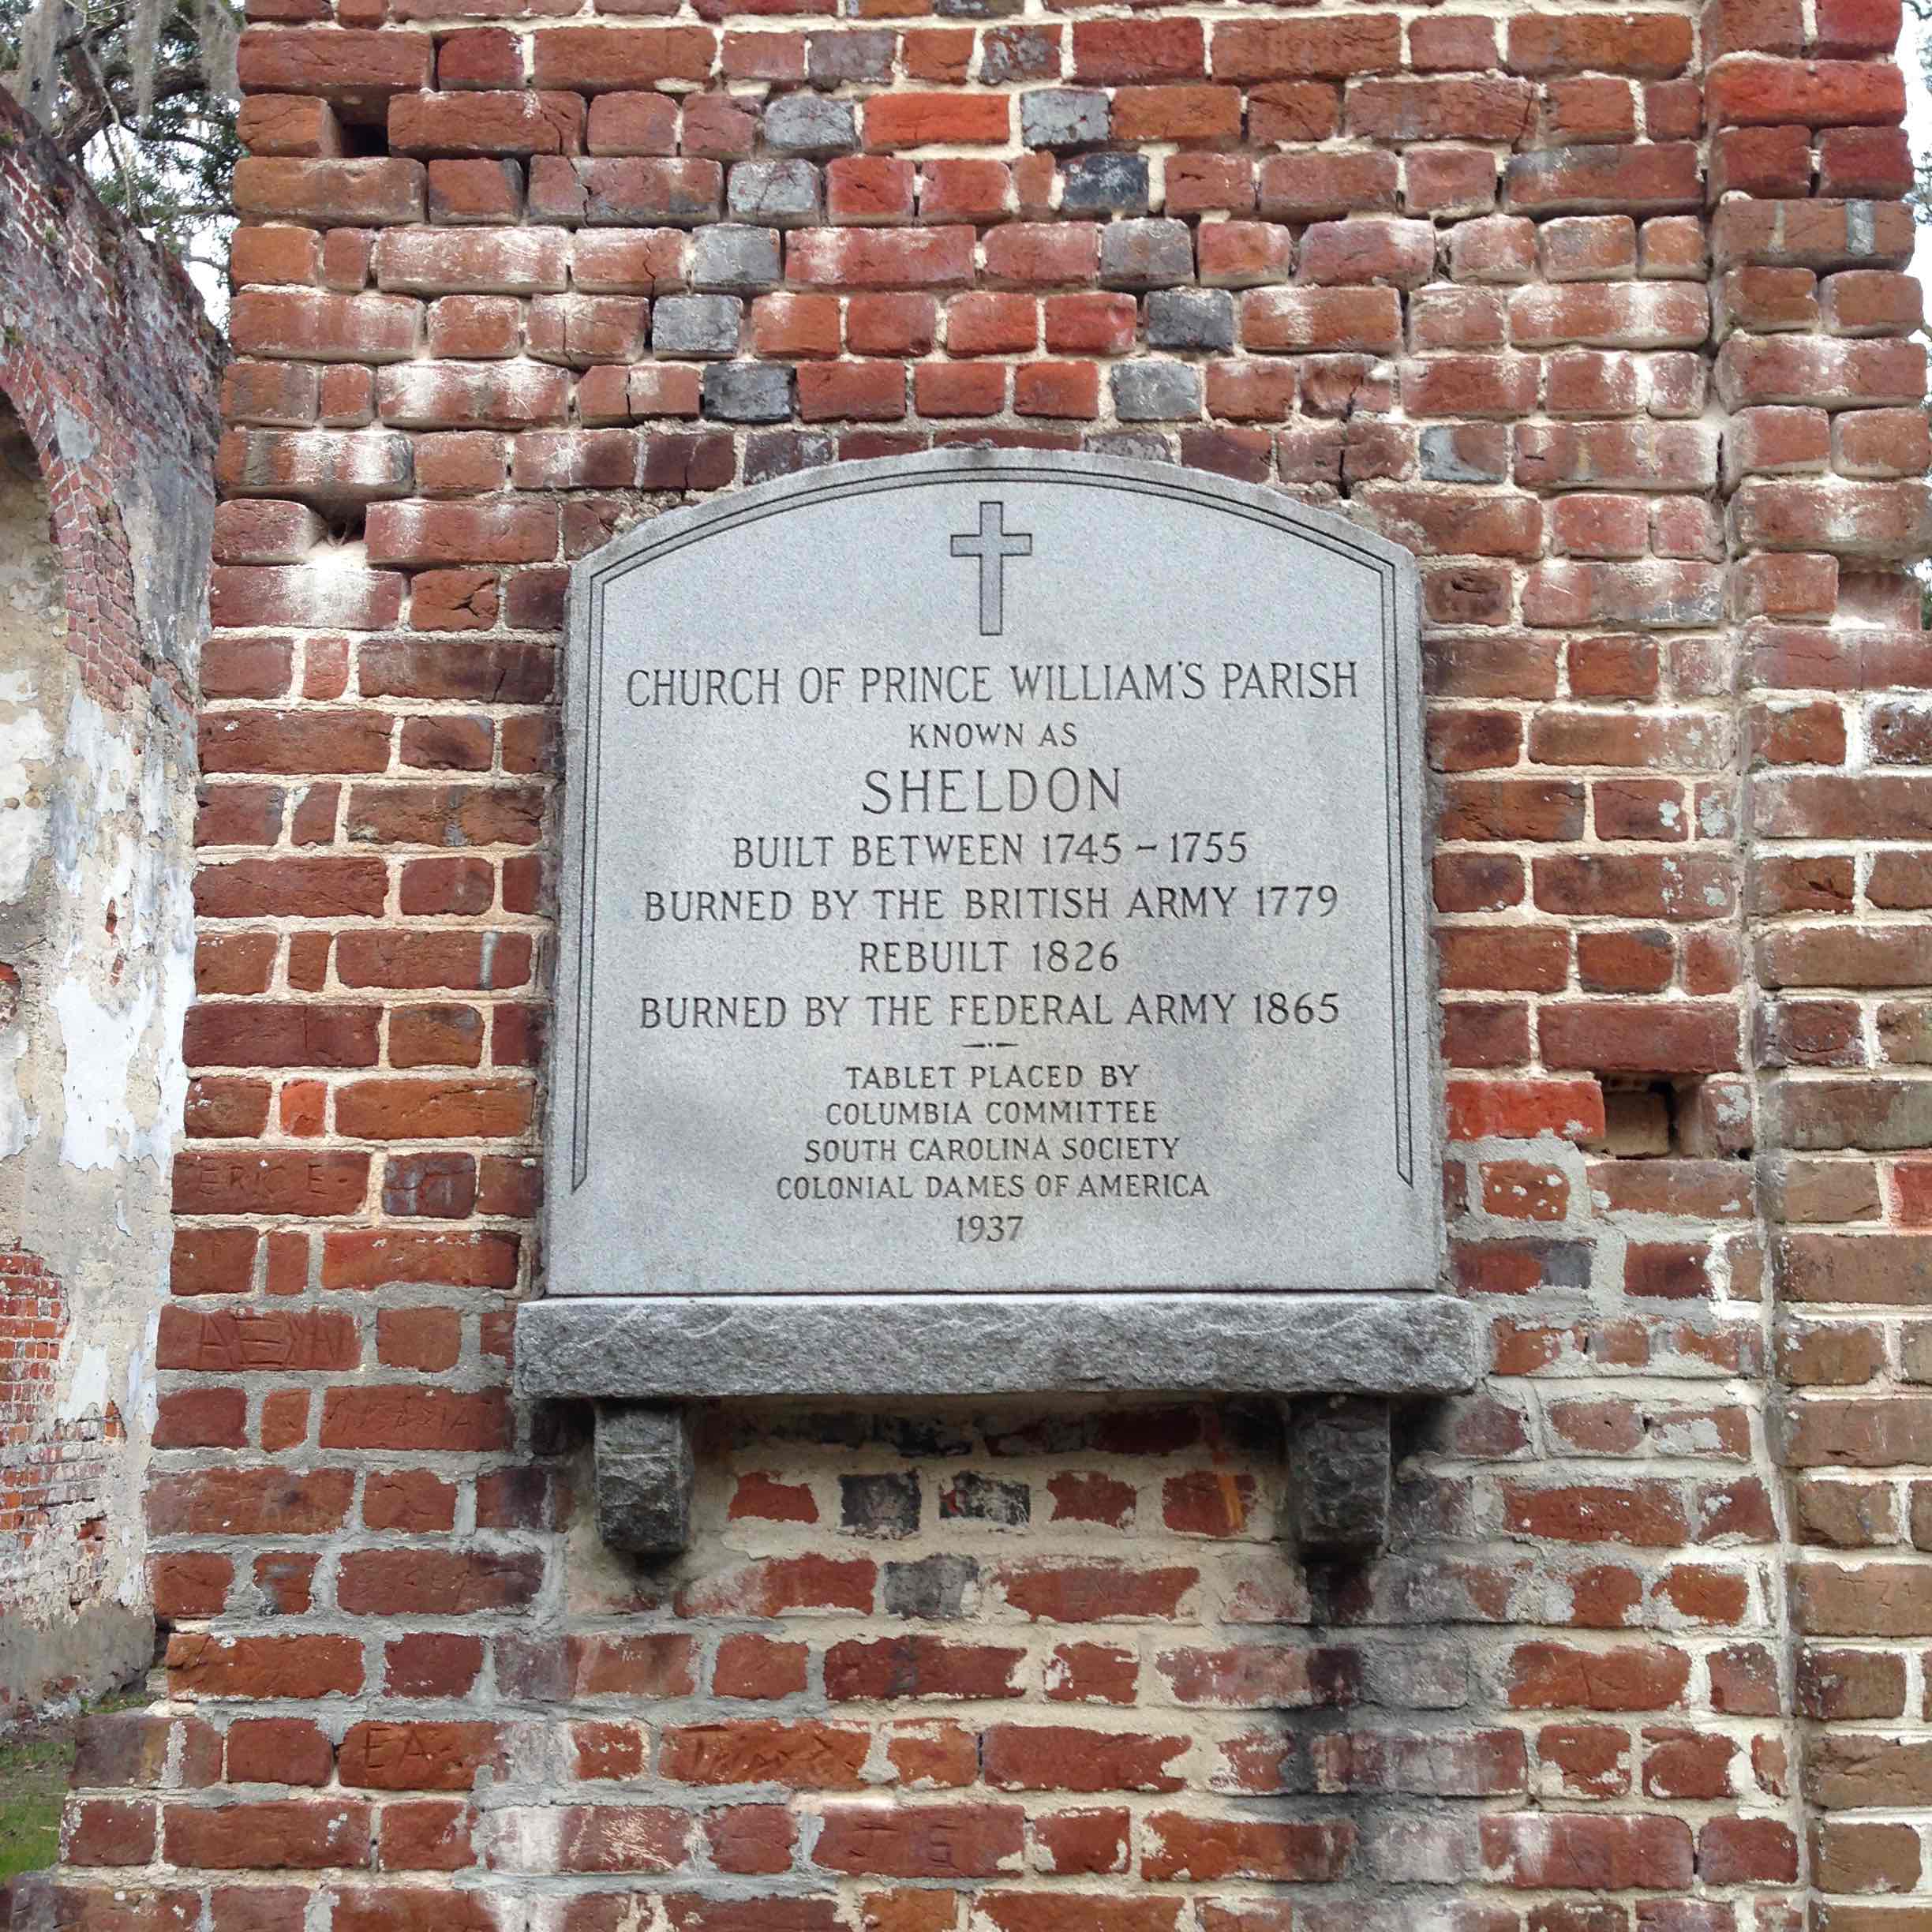 CHURCH OF PRINCE WILLIAM'S PARISH
KNOWN AS
SHELDON
BUILT BETWEEN 1745 – 1755
BURNED BY THE BRITISH ARMY 1779
REBUILT 1826
BURNED BY THE FEDERAL ARMY 1865
TABLET PLACED BY
COLUMBIA COMMITTEE
SOUTH CAROLINA SOCIETY
COLONIAL DAMES OF AMERICA
1937
ERIC E
EA